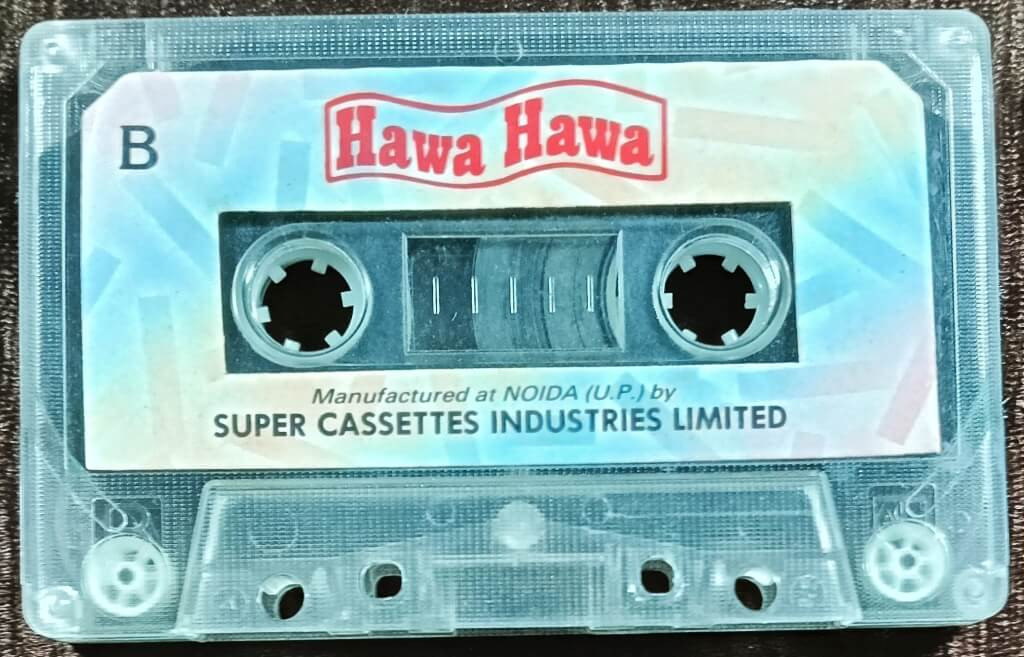 B
Hawa Hawa
Manufactured at NOIDA (U.P.) by
SUPER CASSETTES INDUSTRIES LIMITED